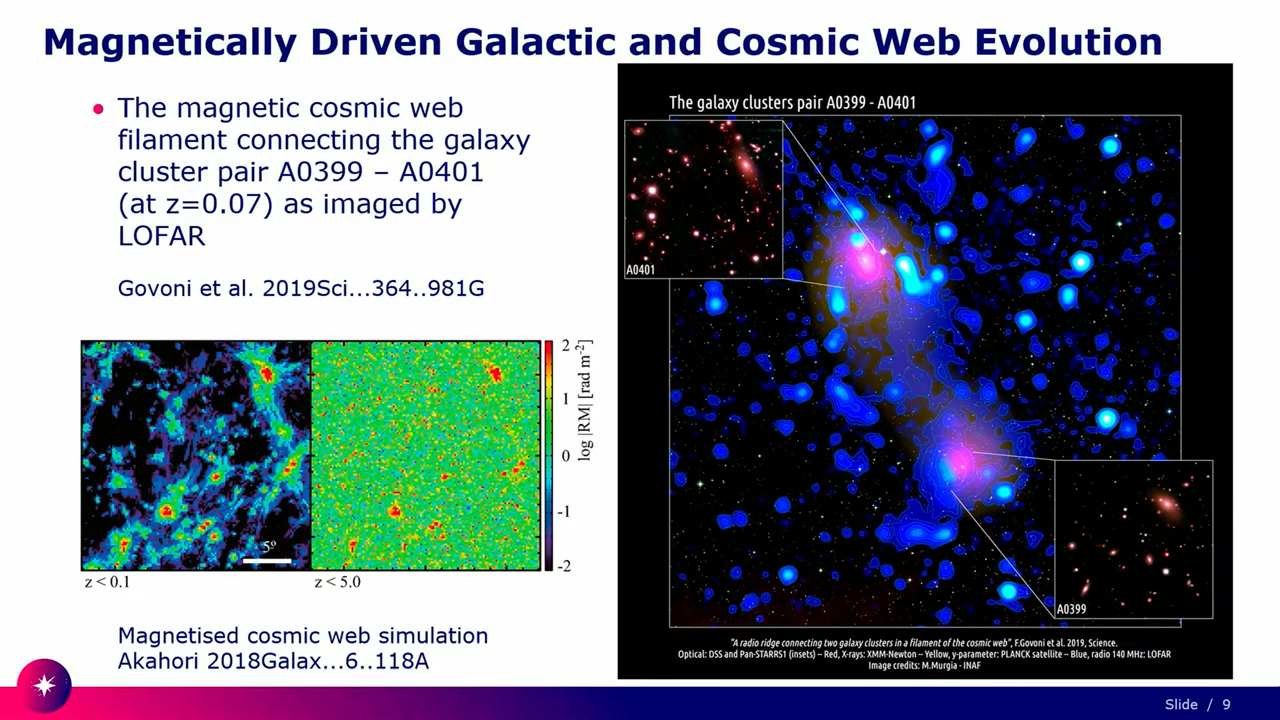 Magnetically Driven Galactic and Cosmic Web Evolution
• The magnetic cosmic web
filament connecting the galaxy
cluster pair A0399 – A0401
(at z=0.07) as imaged by
LOFAR
Govoni et al. 2019Sci...364..981G
2
1
0
-1
-2
log |RM| [rad m⁻²]
5°
z < 0.1
z < 5.0
Magnetised cosmic web simulation
Akahori 2018Galax...6..118A
The galaxy clusters pair A0399 - A0401
A0401
A0399
"A radio ridge connecting two galaxy clusters in a filament of the cosmic web", F.Govoni et al. 2019, Science.
Optical: DSS and Pan-STARRS1 (insets) – Red, X-rays: XMM-Newton – Yellow, y-parameter: PLANCK satellite – Blue, radio 140 MHz: LOFAR
Image credits: M.Murgia - INAF
Slide / 9